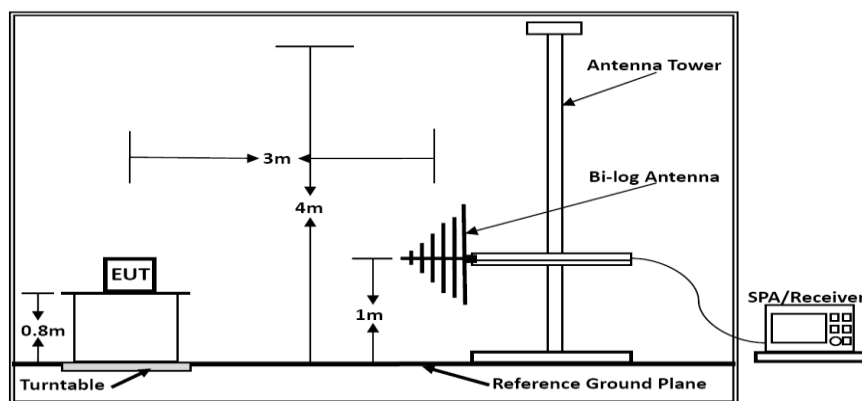 Antenna Tower
3m
Bi-log Antenna
4m
EUT
SPA/Receiver
0.8m
1m
Turntable
Reference Ground Plane